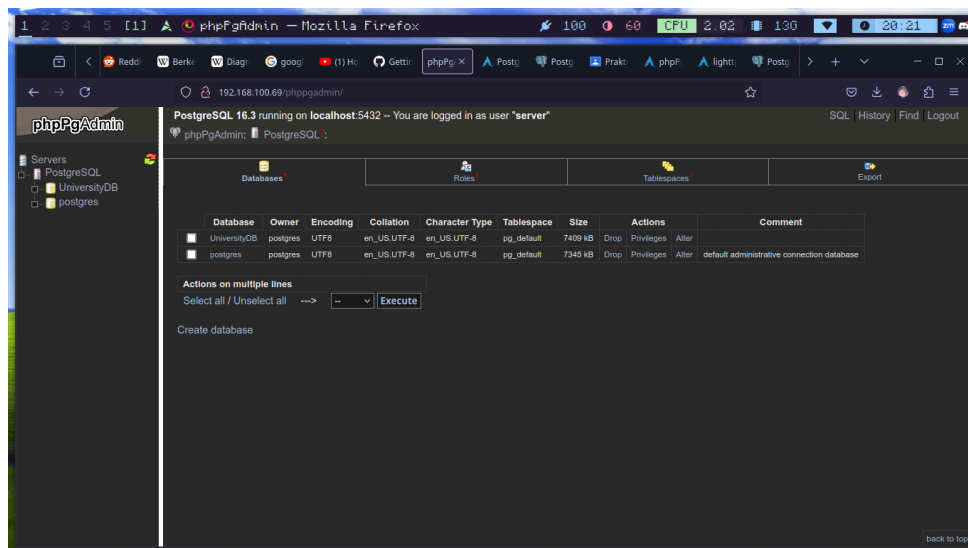 1 2 3 4 5 [1] phpPgAdmin — Mozilla Firefox 100 60 CPU 2.02 13G 20:21 zm
Reddi Berke Diagr googl (1) Ho Gettin phpPg Postg Postg Prakti phpP lightt Postg
192.168.100.69/phppgadmin/
phpPgAdmin
Servers
PostgreSQL
UniversityDB
postgres
PostgreSQL 16.3 running on localhost:5432 -- You are logged in as user "server"
SQL History Find Logout
phpPgAdmin: PostgreSQL?:
Databases? Roles? Tablespaces? Export
Database Owner Encoding Collation Character Type Tablespace Size Actions Comment
UniversityDB postgres UTF8 en_US.UTF-8 en_US.UTF-8 pg_default 7409 kB Drop Privileges Alter
postgres postgres UTF8 en_US.UTF-8 en_US.UTF-8 pg_default 7345 kB Drop Privileges Alter default administrative connection database
Actions on multiple lines
Select all / Unselect all ---> -- Execute
Create database
back to top